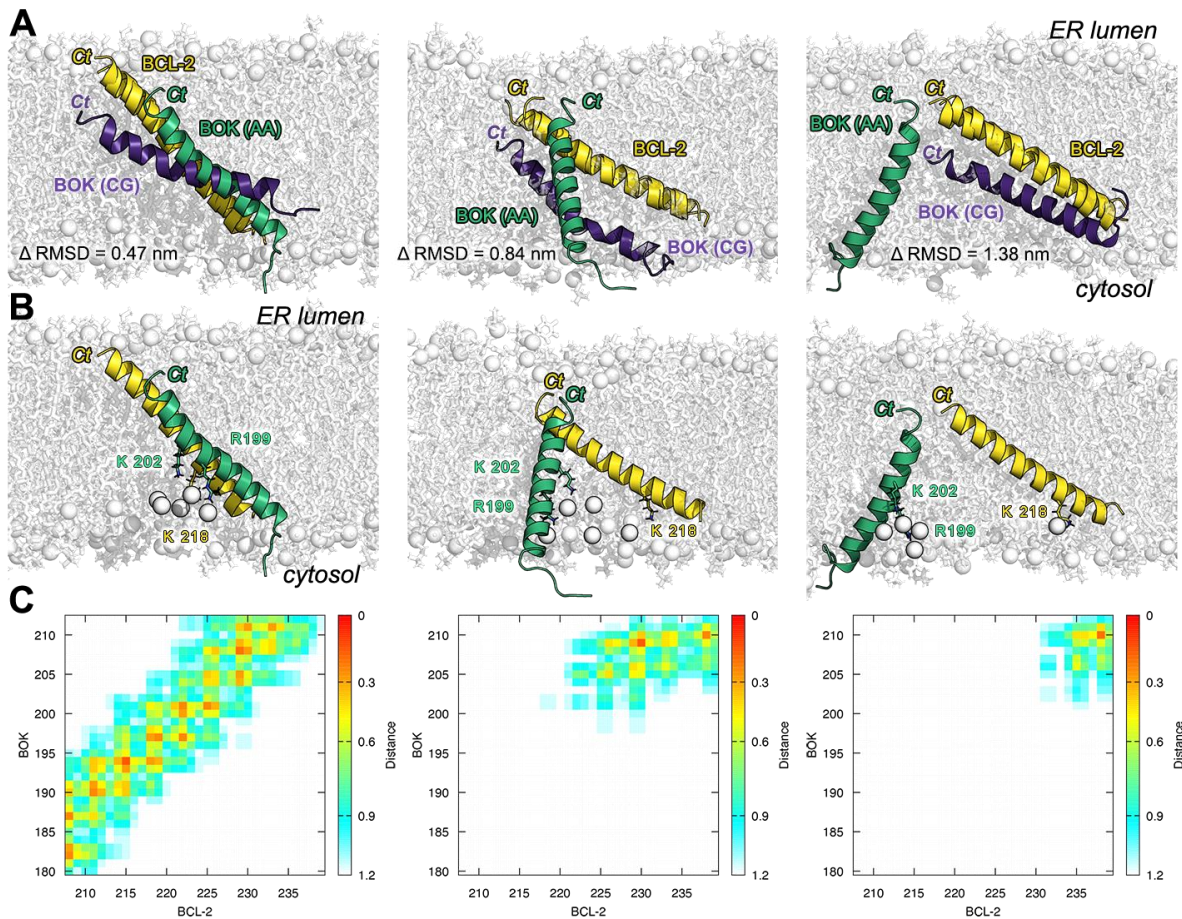 A
Ct
BCL-2
Ct
Ct
BOK (AA)
BOK (CG)
Δ RMSD = 0.47 nm
Ct
Ct
Ct
BCL-2
BOK (AA)
BOK (CG)
Δ RMSD = 0.84 nm
ER lumen
Ct
Ct
BOK (AA)
Ct
BCL-2
BOK (CG)
Δ RMSD = 1.38 nm
cytosol
B
ER lumen
Ct
Ct
R199
K 202
K 218
cytosol
Ct
Ct
K 202
R199
K 218
Ct
Ct
K 202
K 218
R199
C
210
205
200
195
190
185
180
BOK
210 215 220 225 230 235
BCL-2
0
0.3
0.6
0.9
1.2
Distance
210
205
200
195
190
185
180
BOK
210 215 220 225 230 235
BCL-2
0
0.3
0.6
0.9
1.2
Distance
210
205
200
195
190
185
180
BOK
210 215 220 225 230 235
BCL-2
0
0.3
0.6
0.9
1.2
Distance